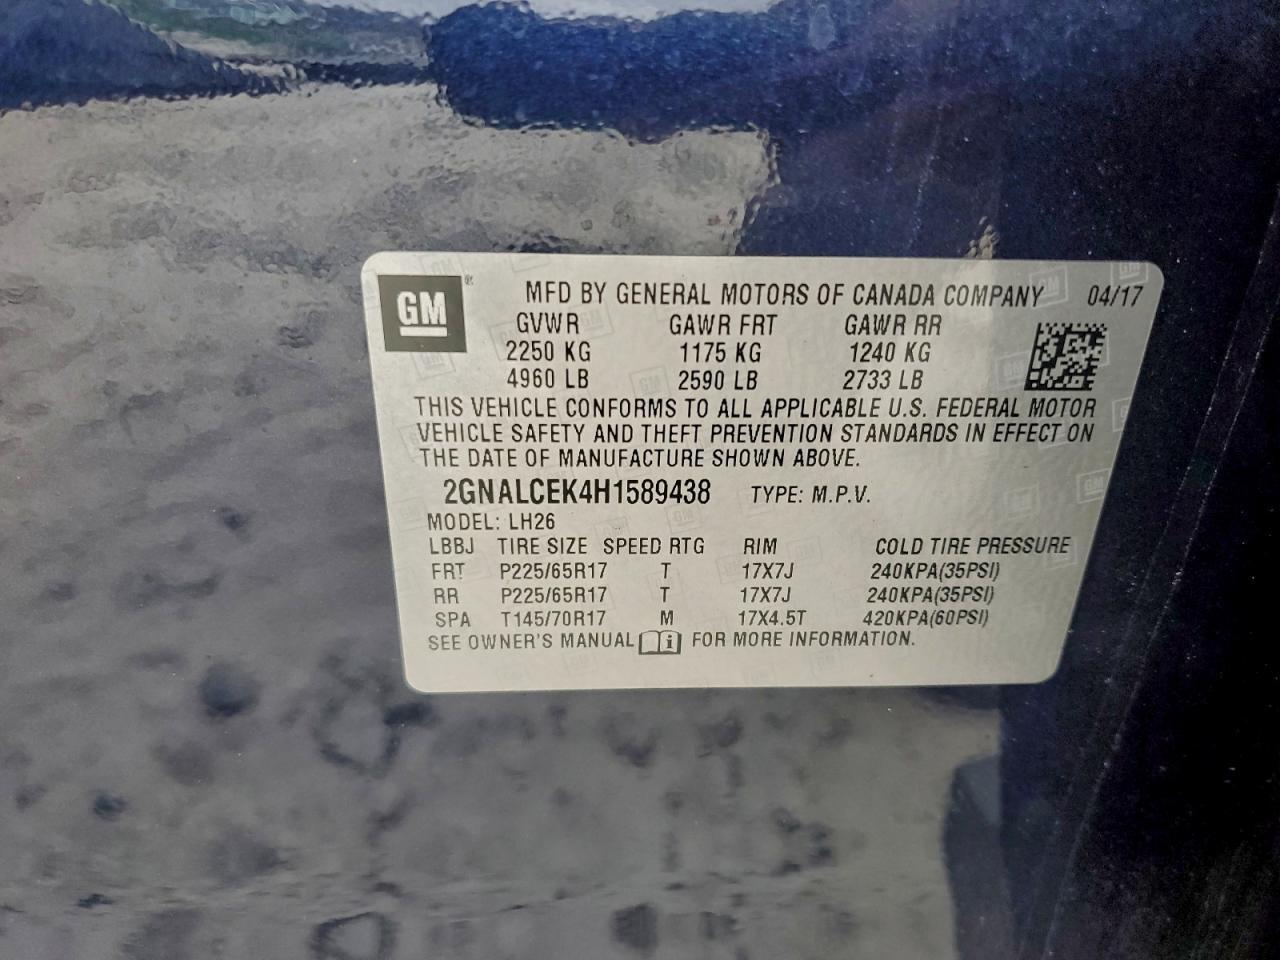 GM ® MFD BY GENERAL MOTORS OF CANADA COMPANY 04/17
GVWR GAWR FRT GAWR RR
2250 KG 1175 KG 1240 KG
4960 LB 2590 LB 2733 LB
THIS VEHICLE CONFORMS TO ALL APPLICABLE U.S. FEDERAL MOTOR
VEHICLE SAFETY AND THEFT PREVENTION STANDARDS IN EFFECT ON
THE DATE OF MANUFACTURE SHOWN ABOVE.
2GNALCEK4H1589438 TYPE: M.P.V.
MODEL: LH26
LBBJ TIRE SIZE SPEED RTG RIM COLD TIRE PRESSURE
FRT P225/65R17 T 17X7J 240KPA(35PSI)
RR P225/65R17 T 17X7J 240KPA(35PSI)
SPA T145/70R17 M 17X4.5T 420KPA(60PSI)
SEE OWNER'S MANUAL i FOR MORE INFORMATION.